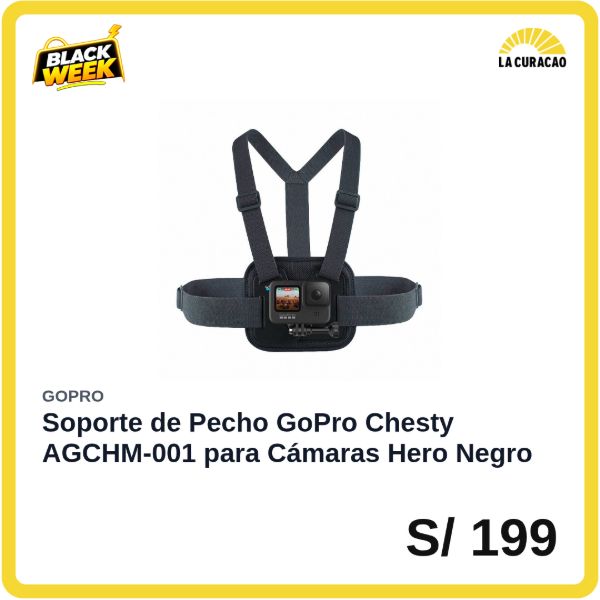 BLACK
WEEK
LA CURACAO
GOPRO
Soporte de Pecho GoPro Chesty
AGCHM-001 para Cámaras Hero Negro
S/ 199